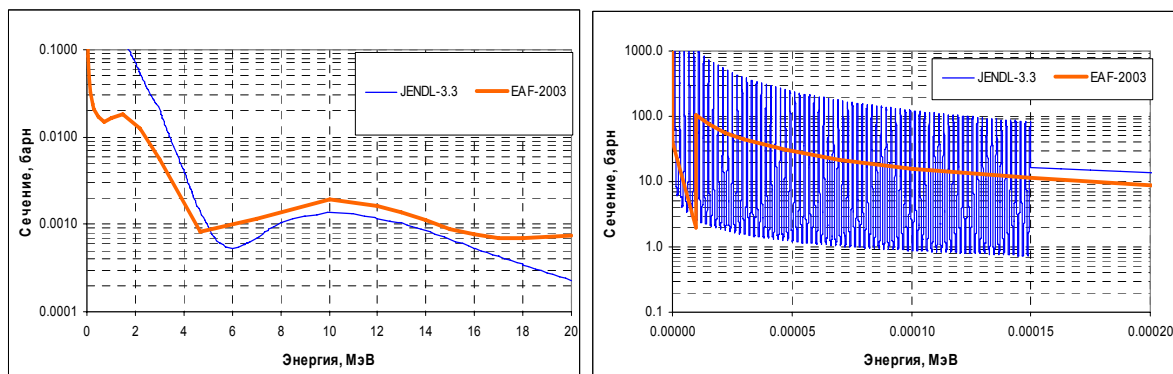 0.1000
0.0100
0.0010
0.0001
Сечение, барн
JENDL-3.3 EAF-2003
0 2 4 6 8 10 12 14 16 18 20
Энергия, МэВ
1000.0
100.0
10.0
1.0
0.1
Сечение, барн
JENDL-3.3 EAF-2003
0.00000 0.00005 0.00010 0.00015 0.00020
Энергия, МэВ